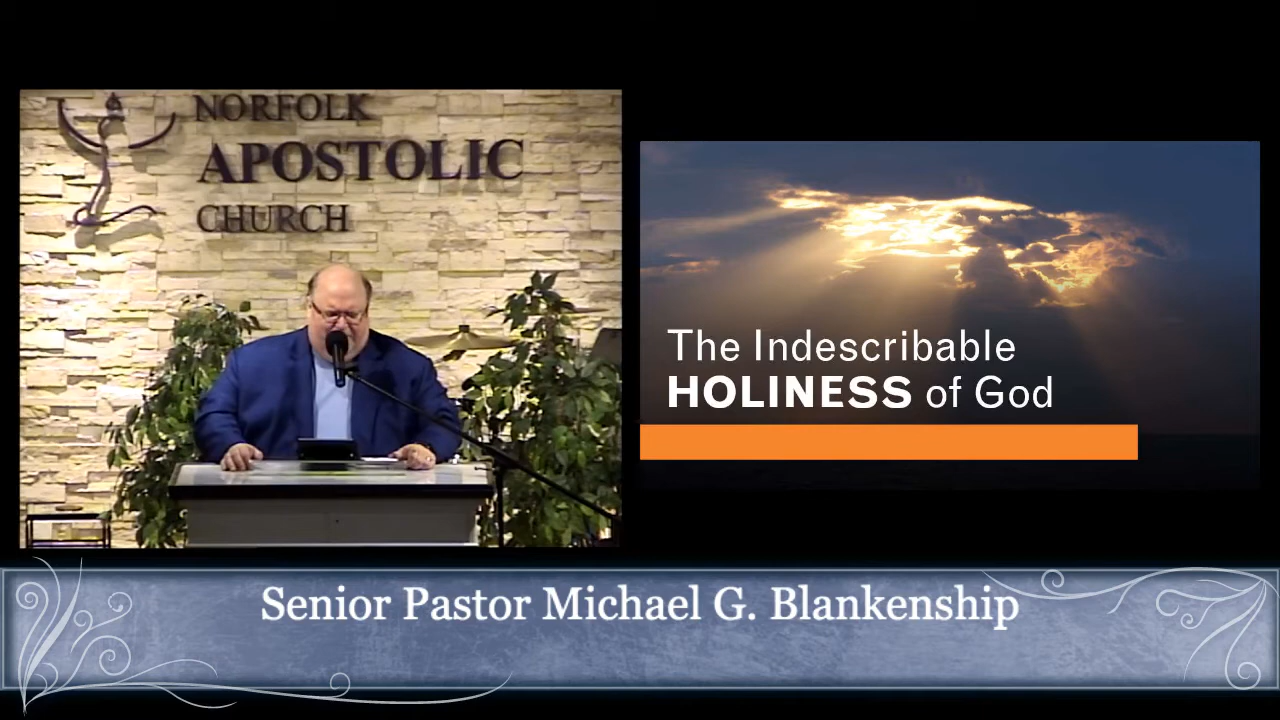 NORFOLK
APOSTOLIC
CHURCH
The Indescribable
HOLINESS of God
Senior Pastor Michael G. Blankenship